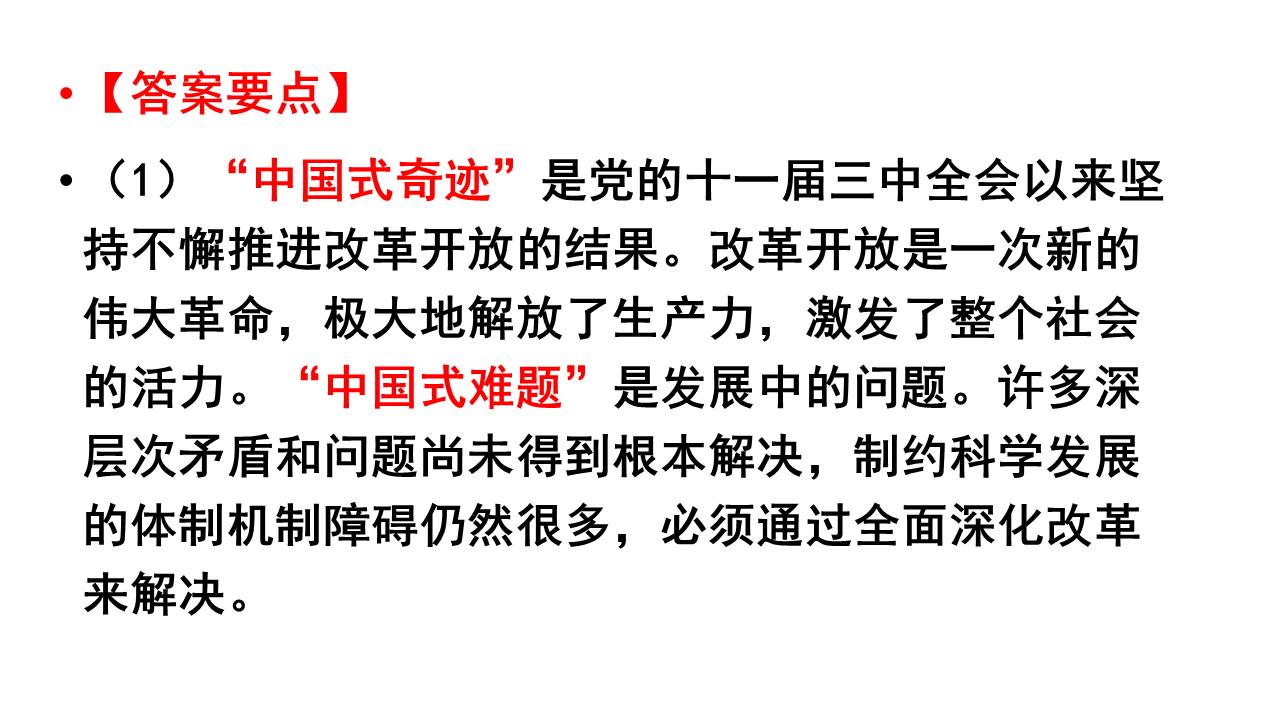 •【答案要点】
•（1）“中国式奇迹”是党的十一届三中全会以来坚
持不懈推进改革开放的结果。改革开放是一次新的
伟大革命，极大地解放了生产力，激发了整个社会
的活力。“中国式难题”是发展中的问题。许多深
层次矛盾和问题尚未得到根本解决，制约科学发展
的体制机制障碍仍然很多，必须通过全面深化改革
来解决。